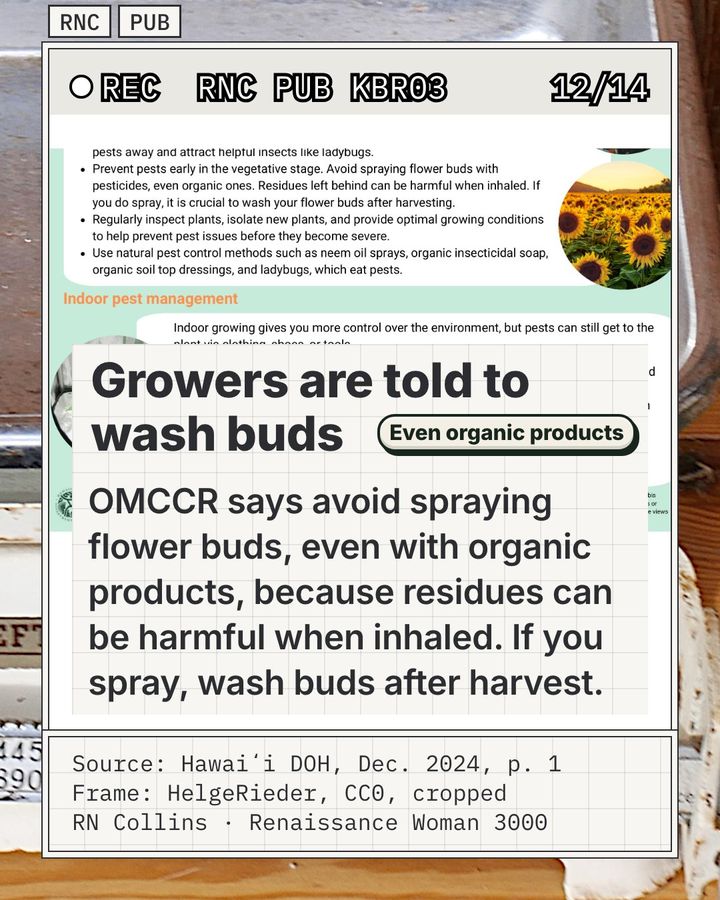 RNC PUB
REC RNC PUB KBR03 12/14
pests away and attract helpful insects like ladybugs.
• Prevent pests early in the vegetative stage. Avoid spraying flower buds with
pesticides, even organic ones. Residues left behind can be harmful when inhaled. If
you do spray, it is crucial to wash your flower buds after harvesting.
• Regularly inspect plants, isolate new plants, and provide optimal growing conditions
to help prevent pest issues before they become severe.
• Use natural pest control methods such as neem oil sprays, organic insecticidal soap,
organic soil top dressings, and ladybugs, which eat pests.
Indoor pest management
Indoor growing gives you more control over the environment, but pests can still get to the
Growers are told to
wash buds Even organic products
OMCCR says avoid spraying
flower buds, even with organic
products, because residues can
be harmful when inhaled. If you
spray, wash buds after harvest.
Source: Hawaiʻi DOH, Dec. 2024, p. 1
Frame: HelgeRieder, CC0, cropped
RN Collins · Renaissance Woman 3000